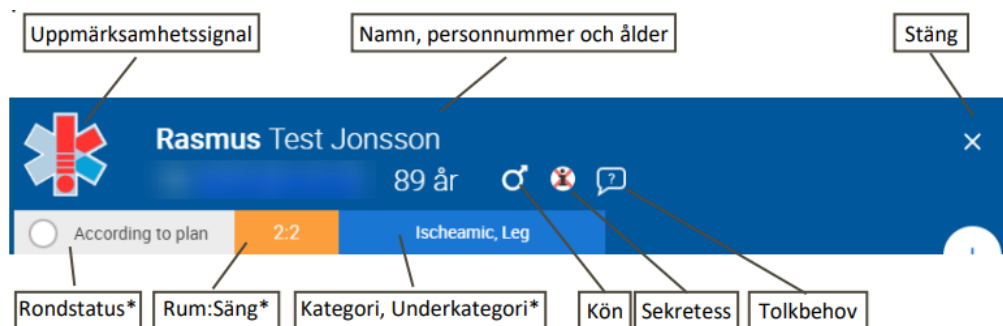 Uppmärksamhetssignal
Namn, personnummer och ålder
Stäng
Rasmus Test Jonsson
89 år
?
According to plan
2:2
Ischeamic, Leg
Rondstatus*
Rum:Säng*
Kategori, Underkategori*
Kön
Sekretess
Tolkbehov